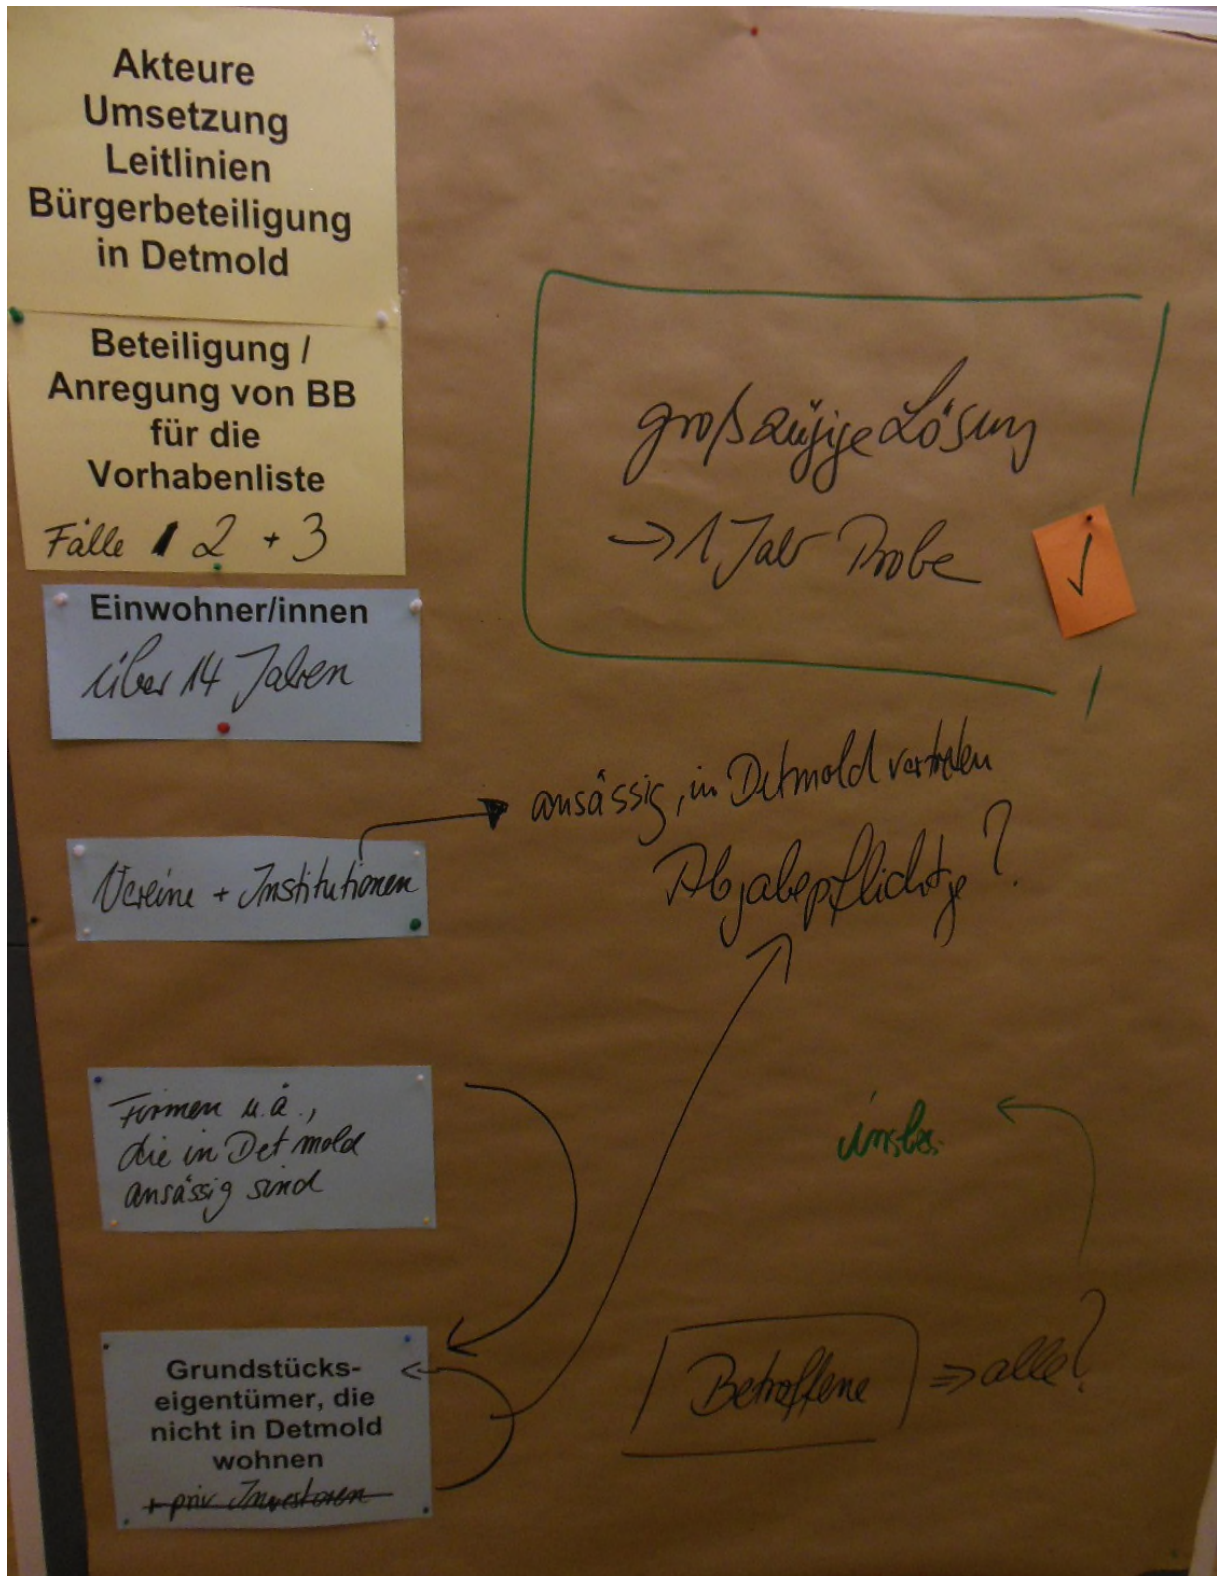 Akteure
Umsetzung
Leitlinien
Bürgerbeteiligung
in Detmold
Beteiligung /
Anregung von BB
für die
Vorhabenliste
Fälle 2 + 3
Einwohner/innen
über 14 Jahren
großzügige Lösung
→ 1 Jahr Probe
Vereine + Institutionen
ansässig, in Detmold vertreten
Abgabepflichtige?
Firmen u.ä.,
die in Detmold
ansässig sind
insbes.
Grundstücks-
eigentümer, die
nicht in Detmold
wohnen
+ priv Investoren
Betroffene ⇒ alle?